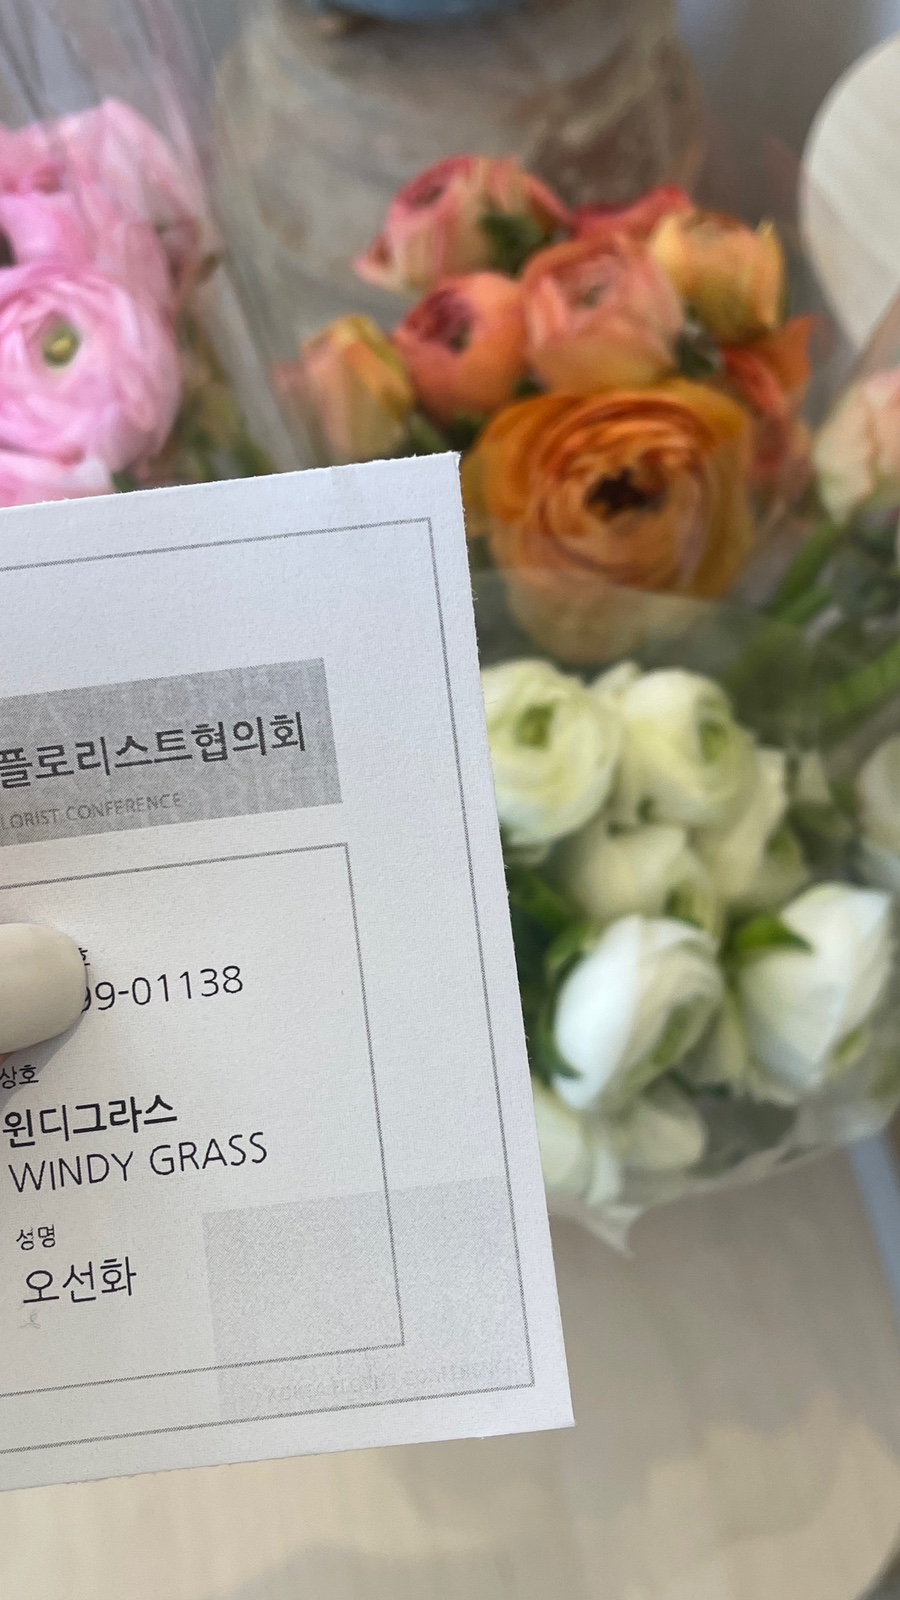 플로리스트협의회
LORIST CONFERENCE
호
99-01138
상호
윈디그라스
WINDY GRASS
성명
오선화